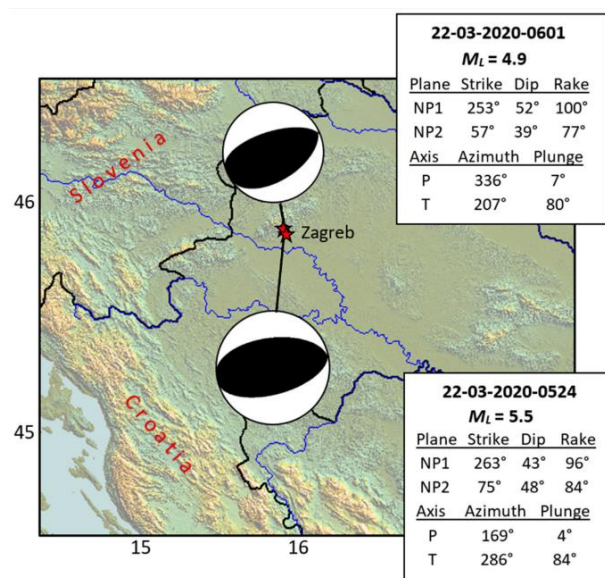 22-03-2020-0601
ML = 4.9
Plane Strike Dip Rake
NP1 253° 52° 100°
NP2 57° 39° 77°
Axis Azimuth Plunge
P 336° 7°
T 207° 80°
Slovenia
46
Zagreb
22-03-2020-0524
ML = 5.5
Plane Strike Dip Rake
NP1 263° 43° 96°
NP2 75° 48° 84°
Axis Azimuth Plunge
P 169° 4°
T 286° 84°
Croatia
45
15 16